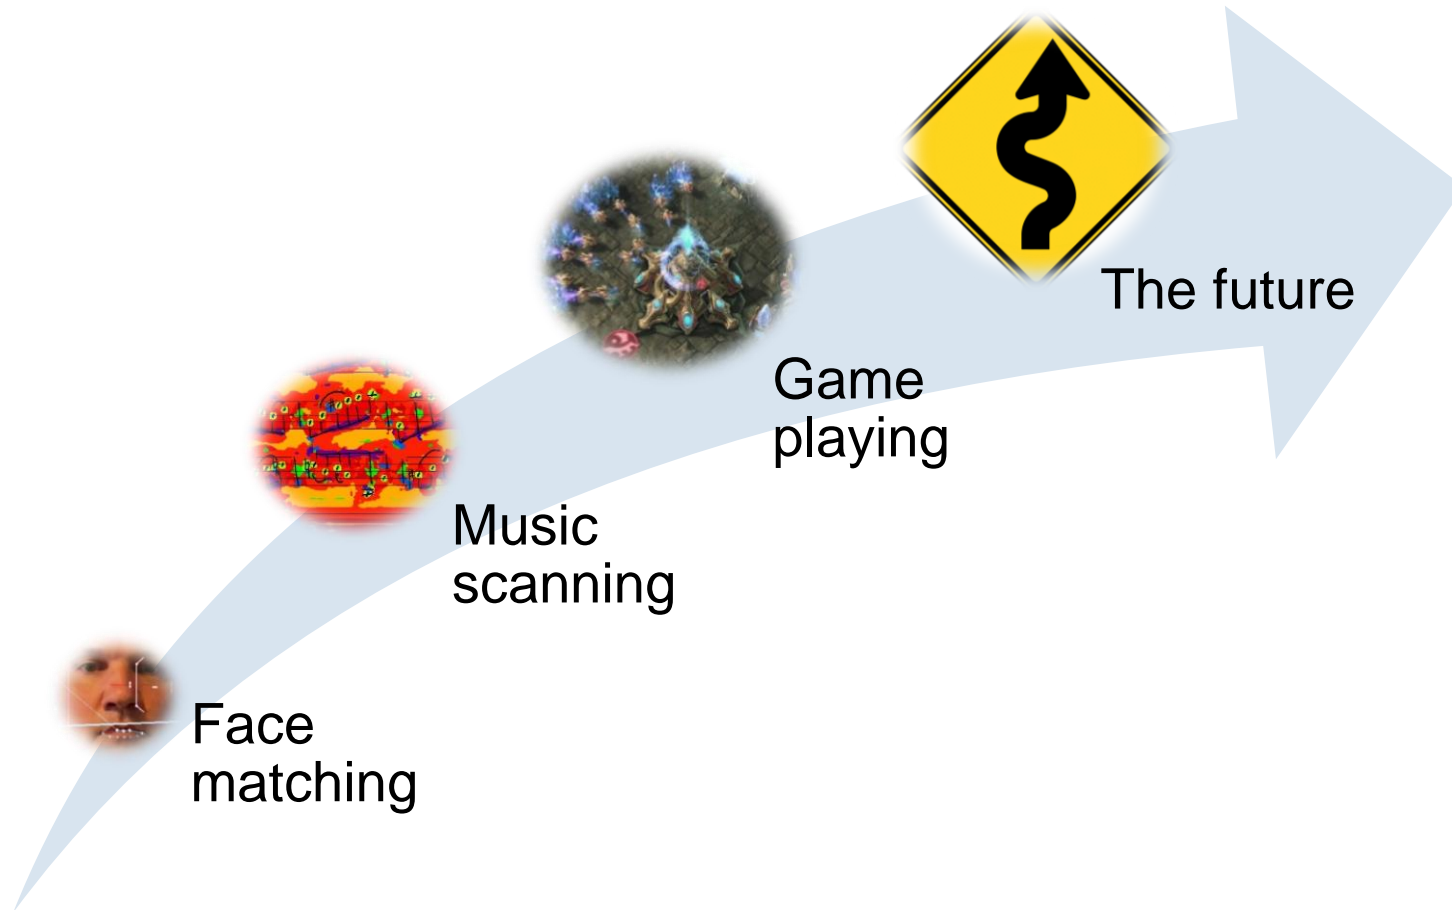 The future
Game
playing
Music
scanning
Face
matching